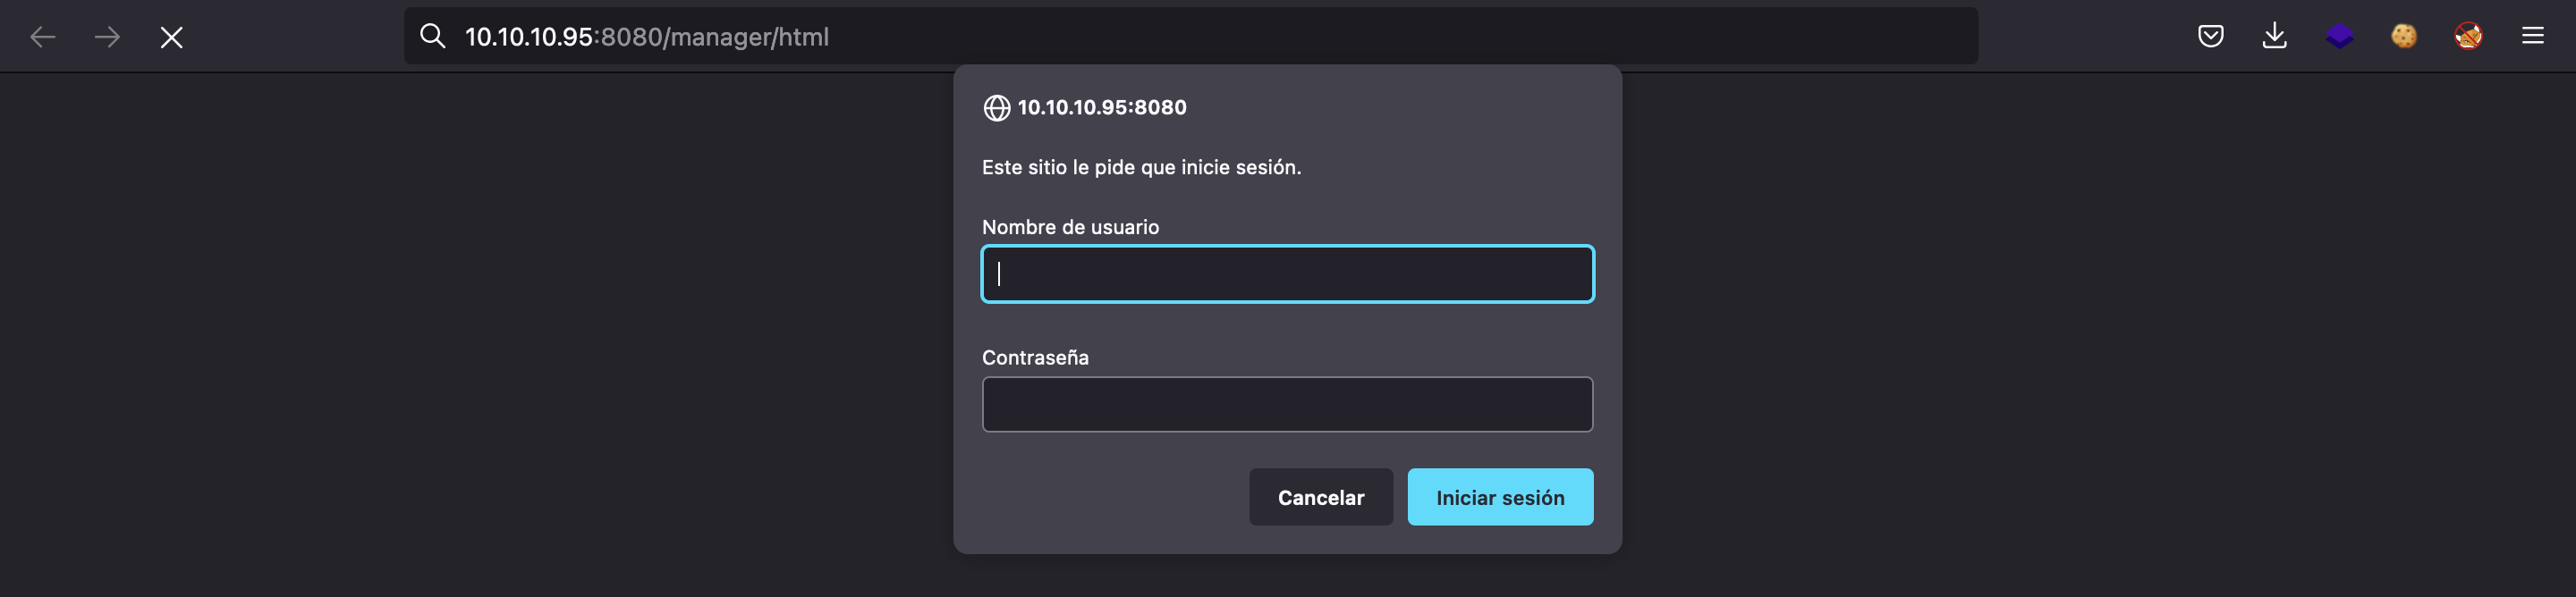 10.10.10.95:8080/manager/html
10.10.10.95:8080
Este sitio le pide que inicie sesión.
Nombre de usuario
Contraseña
Cancelar
Iniciar sesión